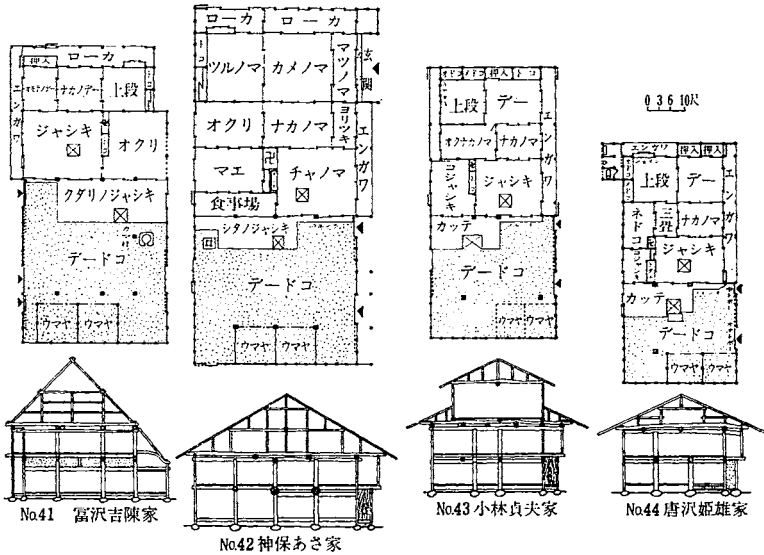 ローカ
押入
オモテノデー
ナカノデー
上段
エンガワ
ジャシキ
オクリ
クダリノジャシキ
デードコ
ウマヤ
ウマヤ
No.41 冨沢吉陳家
ローカ
ローカ
ツルノマ
カメノマ
マツノマ
玄関
オクリ
ナカノマ
ヨリツキ
エンガワ
マエ
チャノマ
食事場
シタノジャシキ
デードコ
ウマヤ
ウマヤ
No.42 神保あさ家
押入
トコ
上段
デー
オクナカノマ
ナカノマ
エンガワ
コジャシキ
ジャシキ
カッテ
デードコ
ウマヤ
ウマヤ
No.43 小林貞夫家
0 3 6 10尺
エンガワ
押入
押入
上段
デー
エンガワ
ネドコ
三畳
ナカノマ
ジャシキ
カッテ
デードコ
ウマヤ
ウマヤ
No.44 唐沢姫雄家